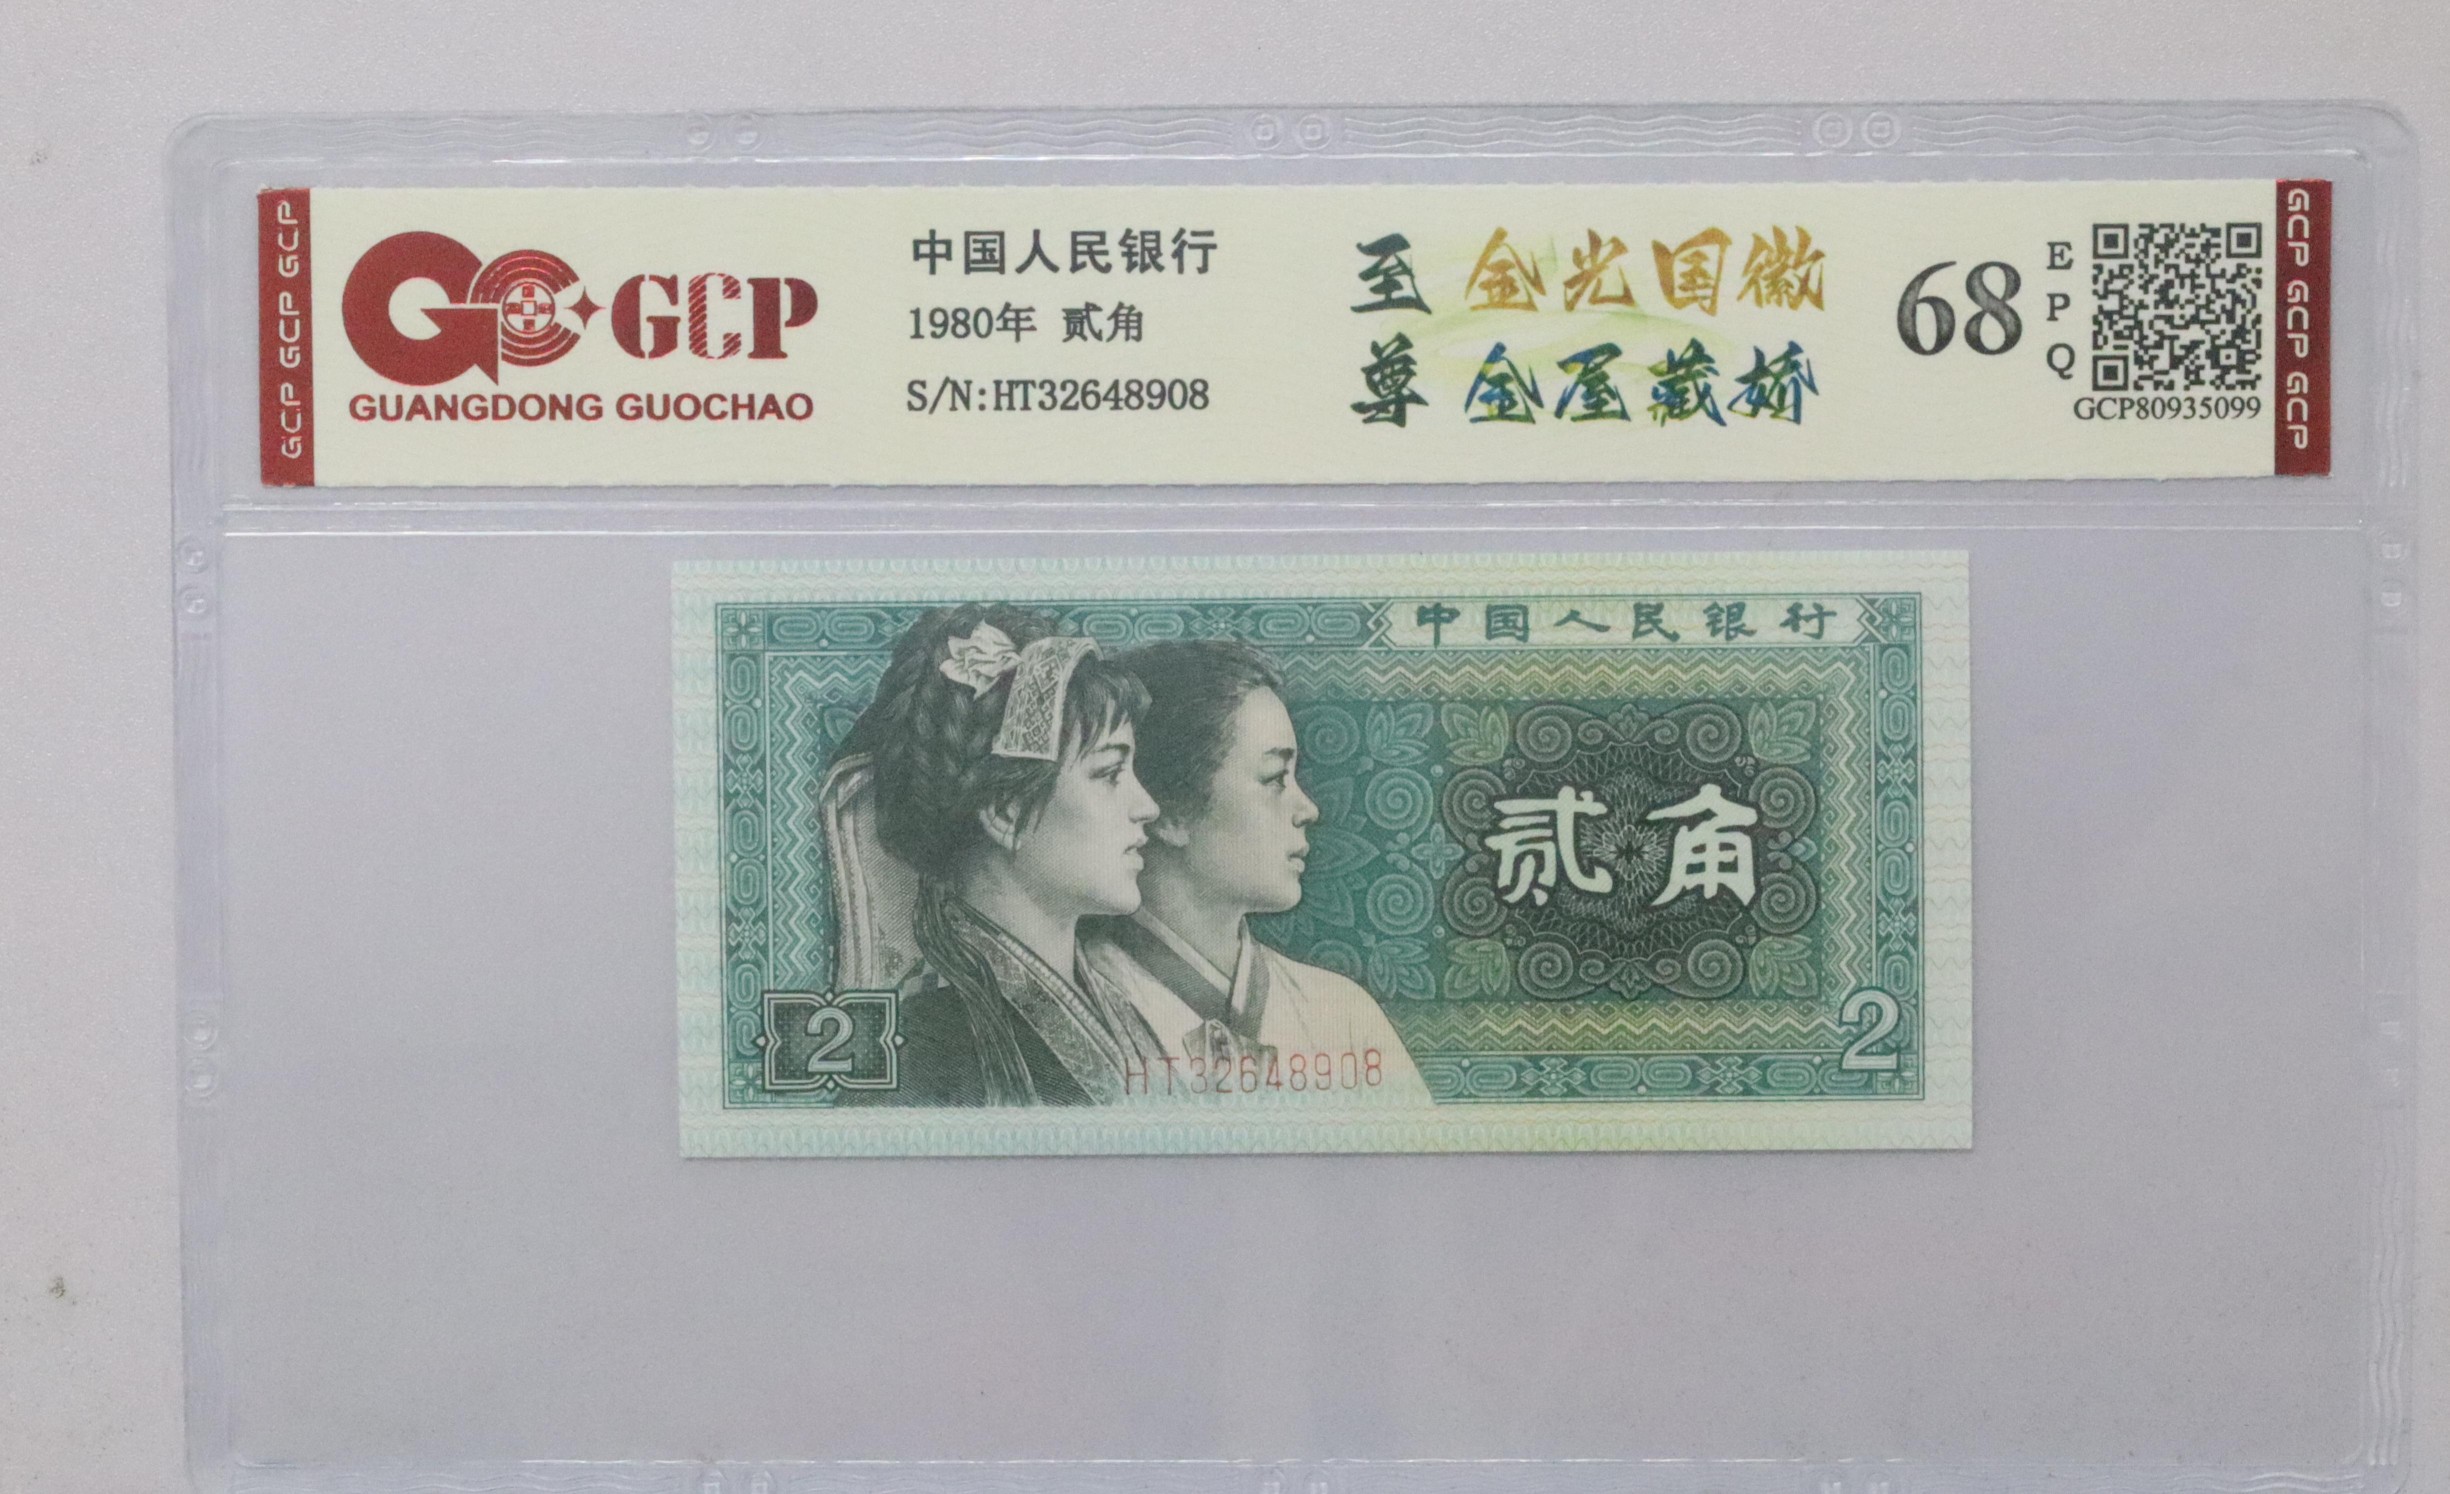 GCP GCP GCP
GCP
GUANGDONG GUOCHAO
中国人民银行
1980年 贰角
S/N:HT32648908
至尊
金光国徽
金屋藏娇
68
EPQ
GCP80935099
GCP GCP GCP
中国人民银行
贰角
2
2
HT32648908